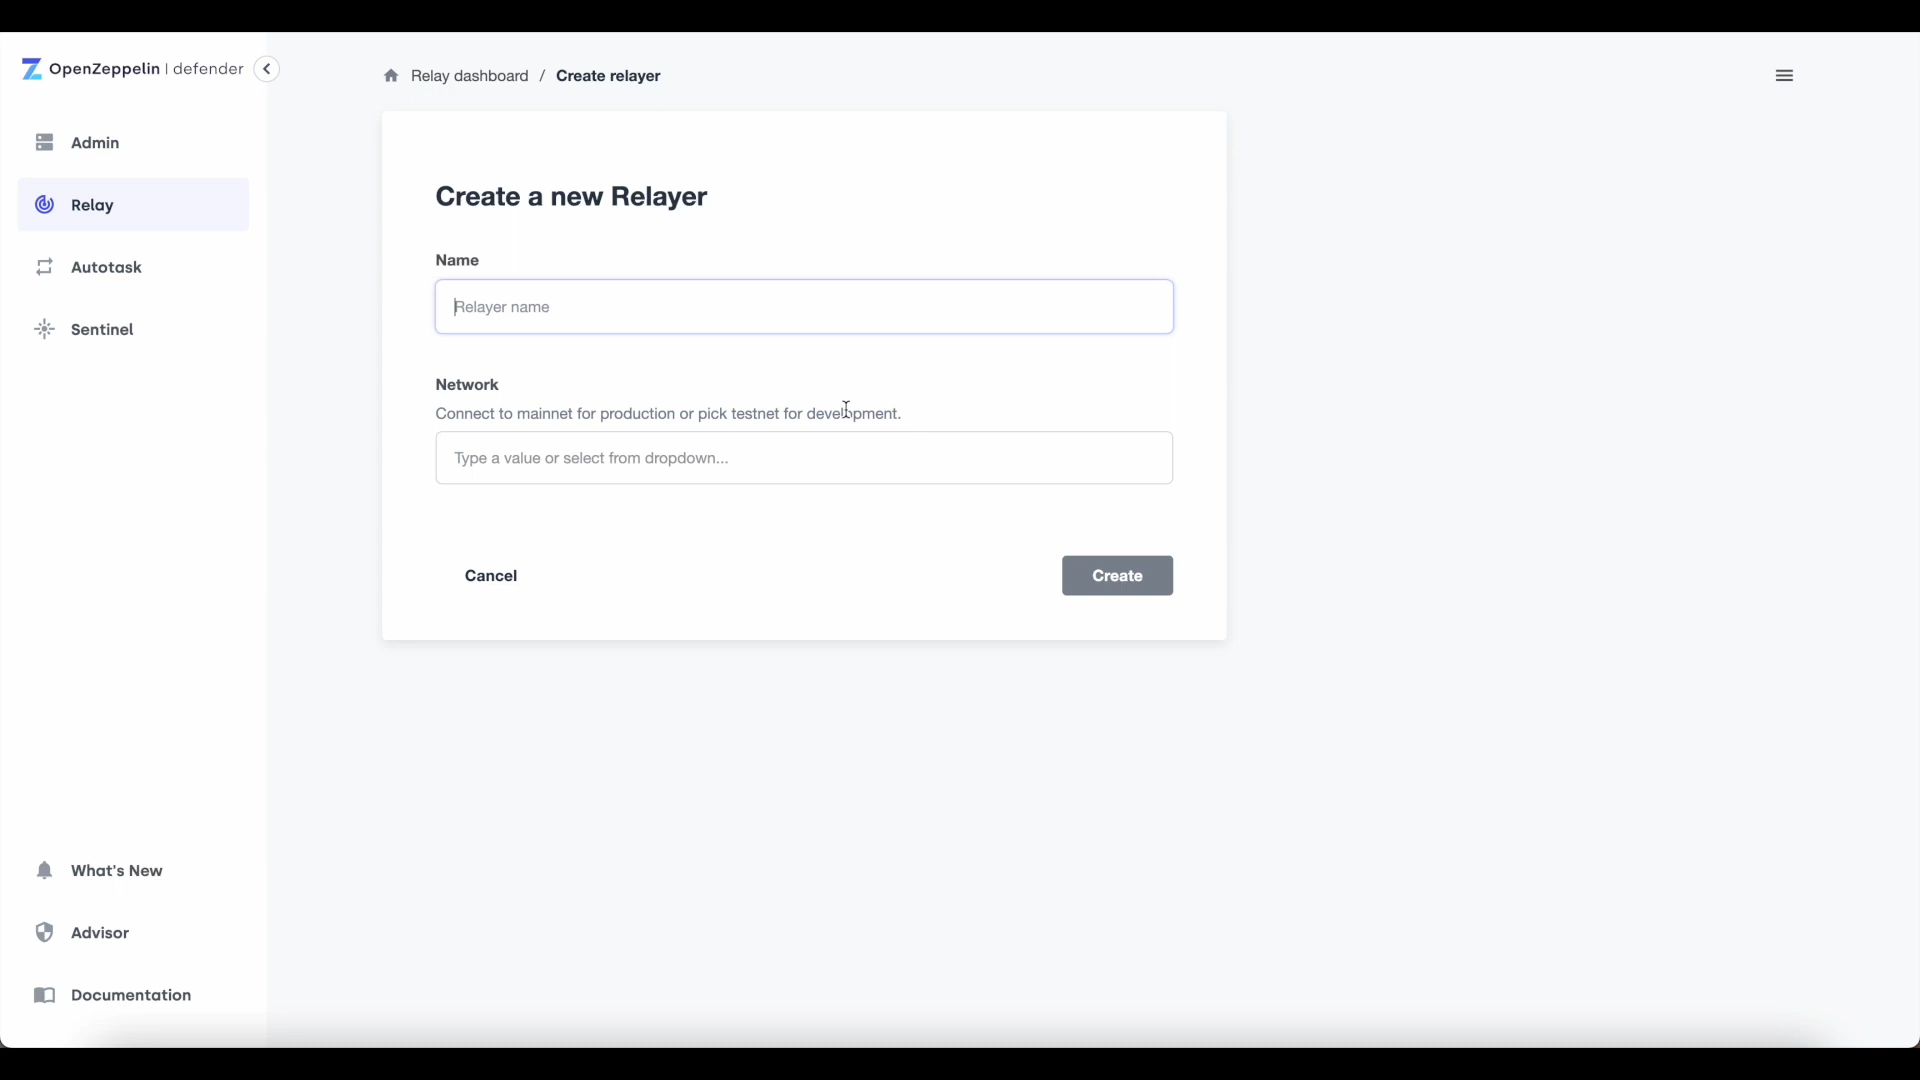 OpenZeppelin | defender
Relay dashboard / Create relayer
Admin
Relay
Autotask
Sentinel
Create a new Relayer
Name
Relayer name
Network
Connect to mainnet for production or pick testnet for development.
Type a value or select from dropdown...
Cancel
Create
What's New
Advisor
Documentation